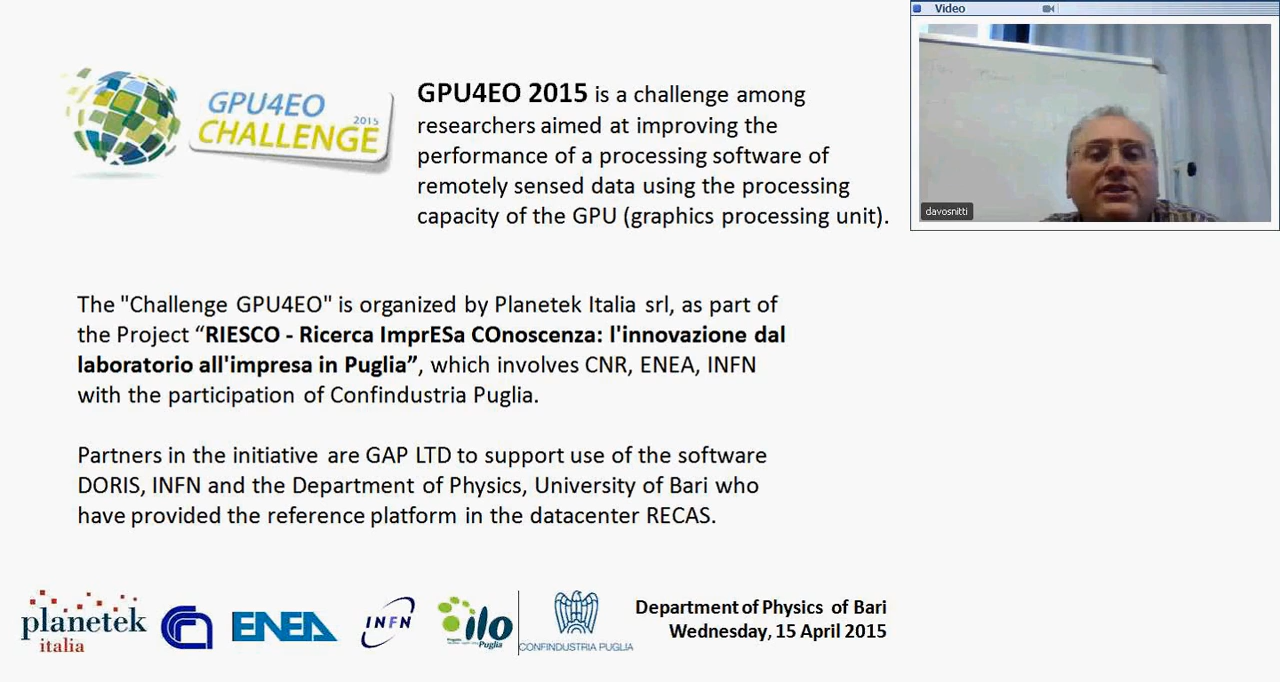 Video
davosnitti
GPU4EO
2015
CHALLENGE
GPU4EO 2015 is a challenge among
researchers aimed at improving the
performance of a processing software of
remotely sensed data using the processing
capacity of the GPU (graphics processing unit).
The "Challenge GPU4EO" is organized by Planetek Italia srl, as part of
the Project “RIESCO - Ricerca ImprESa COnoscenza: l'innovazione dal
laboratorio all'impresa in Puglia”, which involves CNR, ENEA, INFN
with the participation of Confindustria Puglia.
Partners in the initiative are GAP LTD to support use of the software
DORIS, INFN and the Department of Physics, University of Bari who
have provided the reference platform in the datacenter RECAS.
planetek
italia
ENEA
INFN
ilo
Puglia
CONFINDUSTRIA PUGLIA
Department of Physics of Bari
Wednesday, 15 April 2015